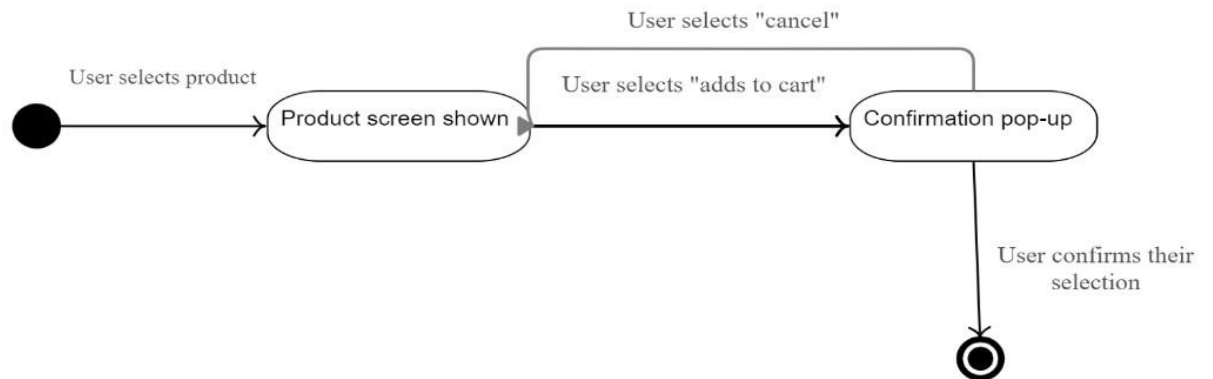 User selects "cancel"
User selects product
User selects "adds to cart"
Product screen shown
Confirmation pop-up
User confirms their
selection